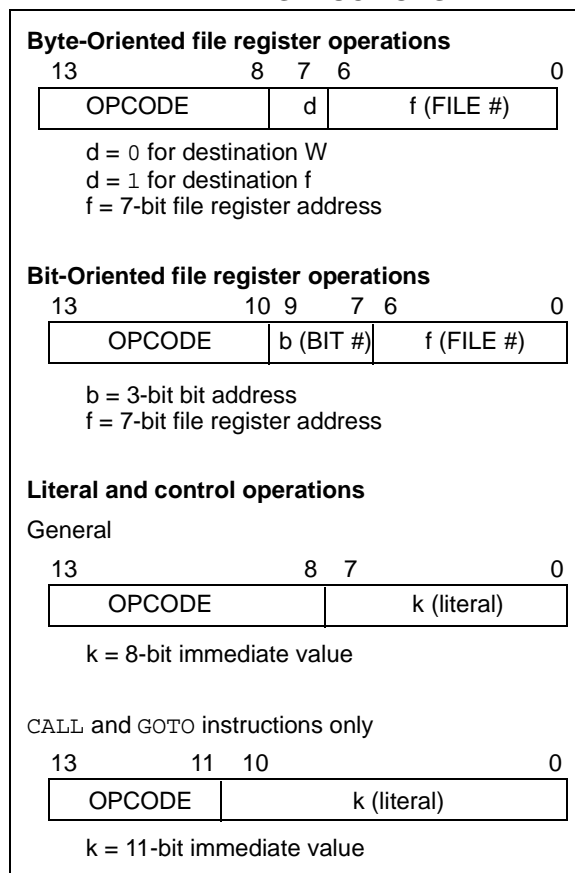 Byte-Oriented file register operations
13 8 7 6 0
OPCODE d f (FILE #)
d = 0 for destination W
d = 1 for destination f
f = 7-bit file register address
Bit-Oriented file register operations
13 10 9 7 6 0
OPCODE b (BIT #) f (FILE #)
b = 3-bit bit address
f = 7-bit file register address
Literal and control operations
General
13 8 7 0
OPCODE k (literal)
k = 8-bit immediate value
CALL and GOTO instructions only
13 11 10 0
OPCODE k (literal)
k = 11-bit immediate value